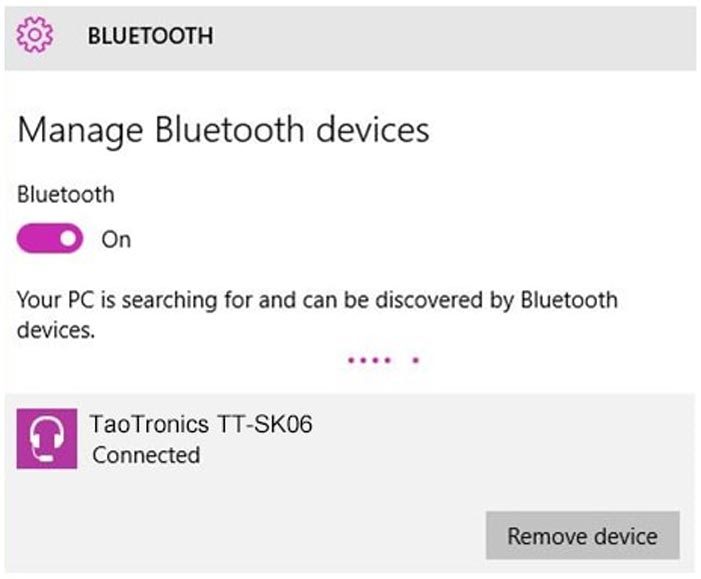 BLUETOOTH
Manage Bluetooth devices
Bluetooth
On
Your PC is searching for and can be discovered by Bluetooth
devices.
TaoTronics TT-SK06
Connected
Remove device